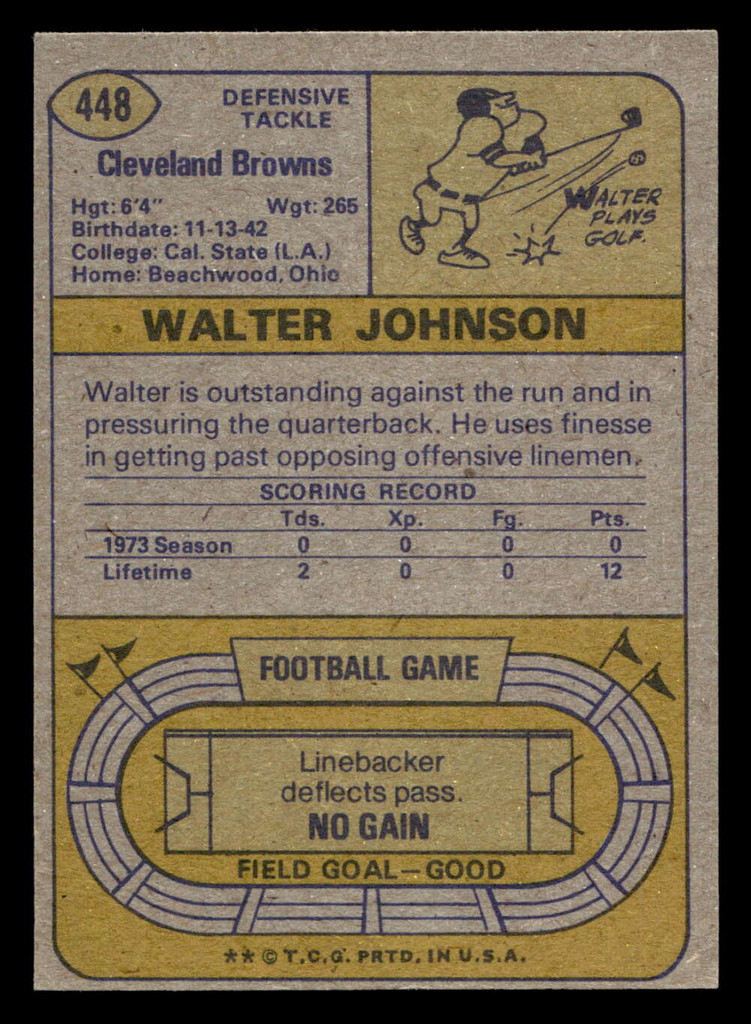 448
DEFENSIVE
TACKLE
Cleveland Browns
Hgt: 6'4" Wgt: 265
Birthdate: 11-13-42
College: Cal. State (L.A.)
Home: Beachwood, Ohio
WALTER
PLAYS
GOLF.
WALTER JOHNSON
Walter is outstanding against the run and in
pressuring the quarterback. He uses finesse
in getting past opposing offensive linemen.
SCORING RECORD
Tds. Xp. Fg. Pts.
1973 Season 0 0 0 0
Lifetime 2 0 0 12
FOOTBALL GAME
Linebacker
deflects pass.
NO GAIN
FIELD GOAL—GOOD
** © T.C.G. PRTD. IN U.S.A.